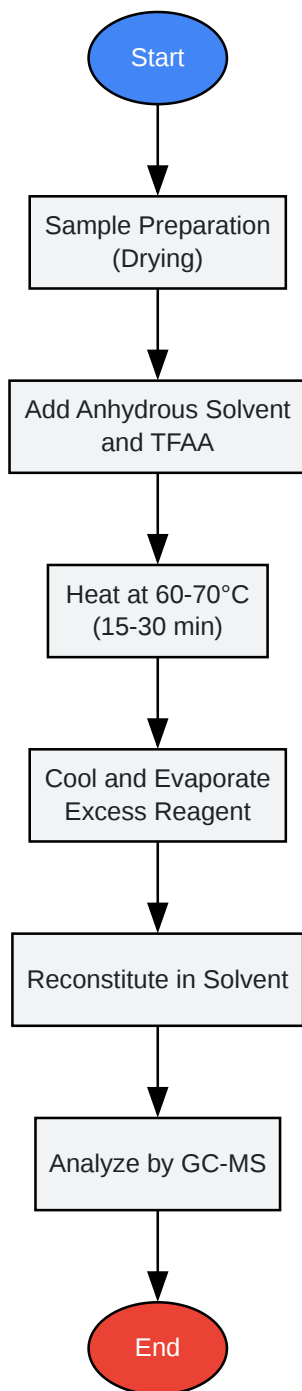 Start
Sample Preparation
(Drying)
Add Anhydrous Solvent
and TFAA
Heat at 60-70°C
(15-30 min)
Cool and Evaporate
Excess Reagent
Reconstitute in Solvent
Analyze by GC-MS
End